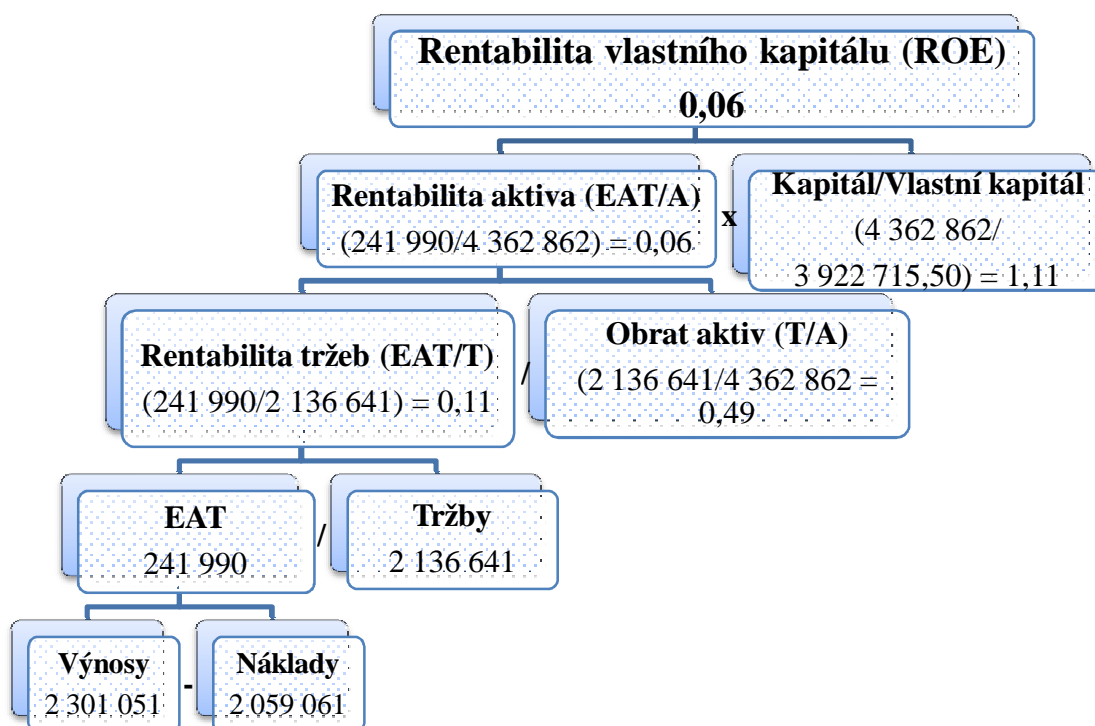 Rentabilita vlastního kapitálu (ROE)
0,06
Rentabilita aktiva (EAT/A)
(241 990/4 362 862) = 0,06
x
Kapitál/Vlastní kapitál
(4 362 862/
3 922 715,50) = 1,11
Rentabilita tržeb (EAT/T)
(241 990/2 136 641) = 0,11
/
Obrat aktiv (T/A)
(2 136 641/4 362 862 =
0,49
EAT
241 990
/
Tržby
2 136 641
Výnosy
2 301 051
-
Náklady
2 059 061